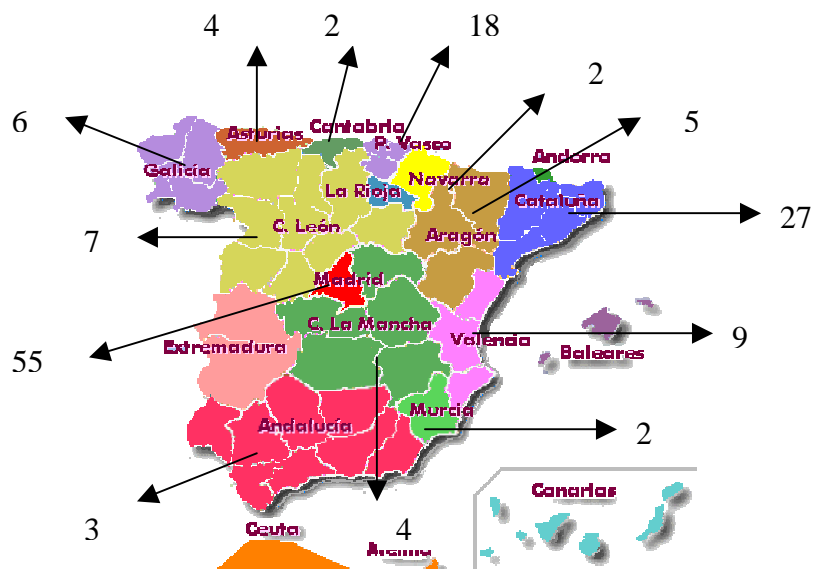 4 2 18
2
6 5
Asturias Cantabria
P. Vasco
Galicia Andorra
La Rioja Navarra
Cataluña
27
C. León
Aragón
7
Madrid
C. La Mancha
Extremadura Valencia 9
55 Baleares
Murcia
Andalucía
2
Canarias
3 4
Ceuta